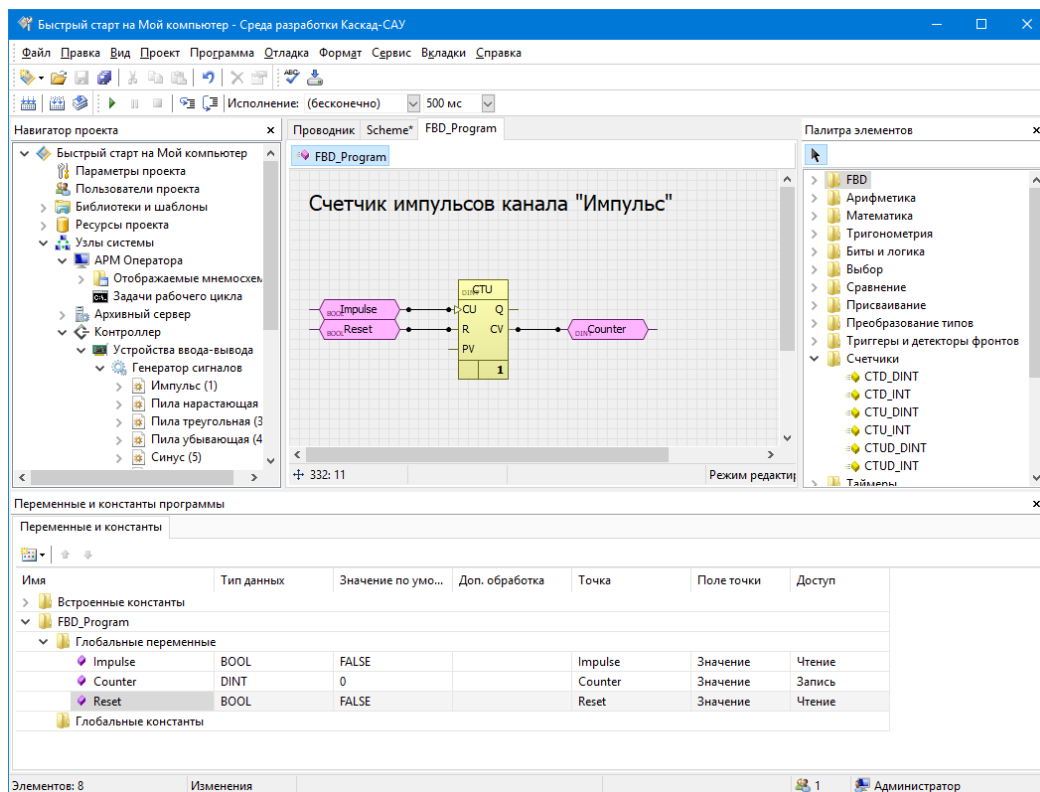 Быстрый старт на Мой компьютер - Среда разработки Каскад-САУ
Файл Правка Вид Проект Программа Отладка Формат Сервис Вкладки Справка
ABC
Исполнение: (бесконечно) 500 мс
Навигатор проекта
Быстрый старт на Мой компьютер
Параметры проекта
Пользователи проекта
Библиотеки и шаблоны
Ресурсы проекта
Узлы системы
АРМ Оператора
Отображаемые мнемосхем
Задачи рабочего цикла
Архивный сервер
Контроллер
Устройства ввода-вывода
Генератор сигналов
Импульс (1)
Пила нарастающая
Пила треугольная (3
Пила убывающая (4
Синус (5)
Проводник Scheme* FBD_Program
FBD_Program
Счетчик импульсов канала "Импульс"
DINT CTU
BOOL Impulse
CU Q
BOOL Reset
R CV
DIN Counter
PV
1
332: 11 Режим редактир
Палитра элементов
FBD
Арифметика
Математика
Тригонометрия
Биты и логика
Выбор
Сравнение
Присваивание
Преобразование типов
Триггеры и детекторы фронтов
Счетчики
CTD_DINT
CTD_INT
CTU_DINT
CTU_INT
CTUD_DINT
CTUD_INT
Таймеры
Переменные и константы программы
Переменные и константы
Имя Тип данных Значение по умо... Доп. обработка Точка Поле точки Доступ
Встроенные константы
FBD_Program
Глобальные переменные
Impulse BOOL FALSE Impulse Значение Чтение
Counter DINT 0 Counter Значение Запись
Reset BOOL FALSE Reset Значение Чтение
Глобальные константы
Элементов: 8 Изменения 1 Администратор